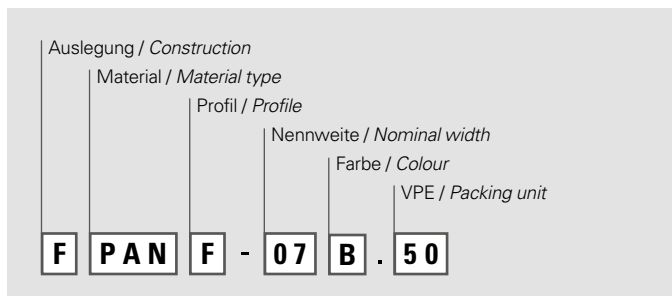 Auslegung / Construction
Material / Material type
Profil / Profile
Nennweite / Nominal width
Farbe / Colour
VPE / Packing unit
F PAN F - 07 B . 50